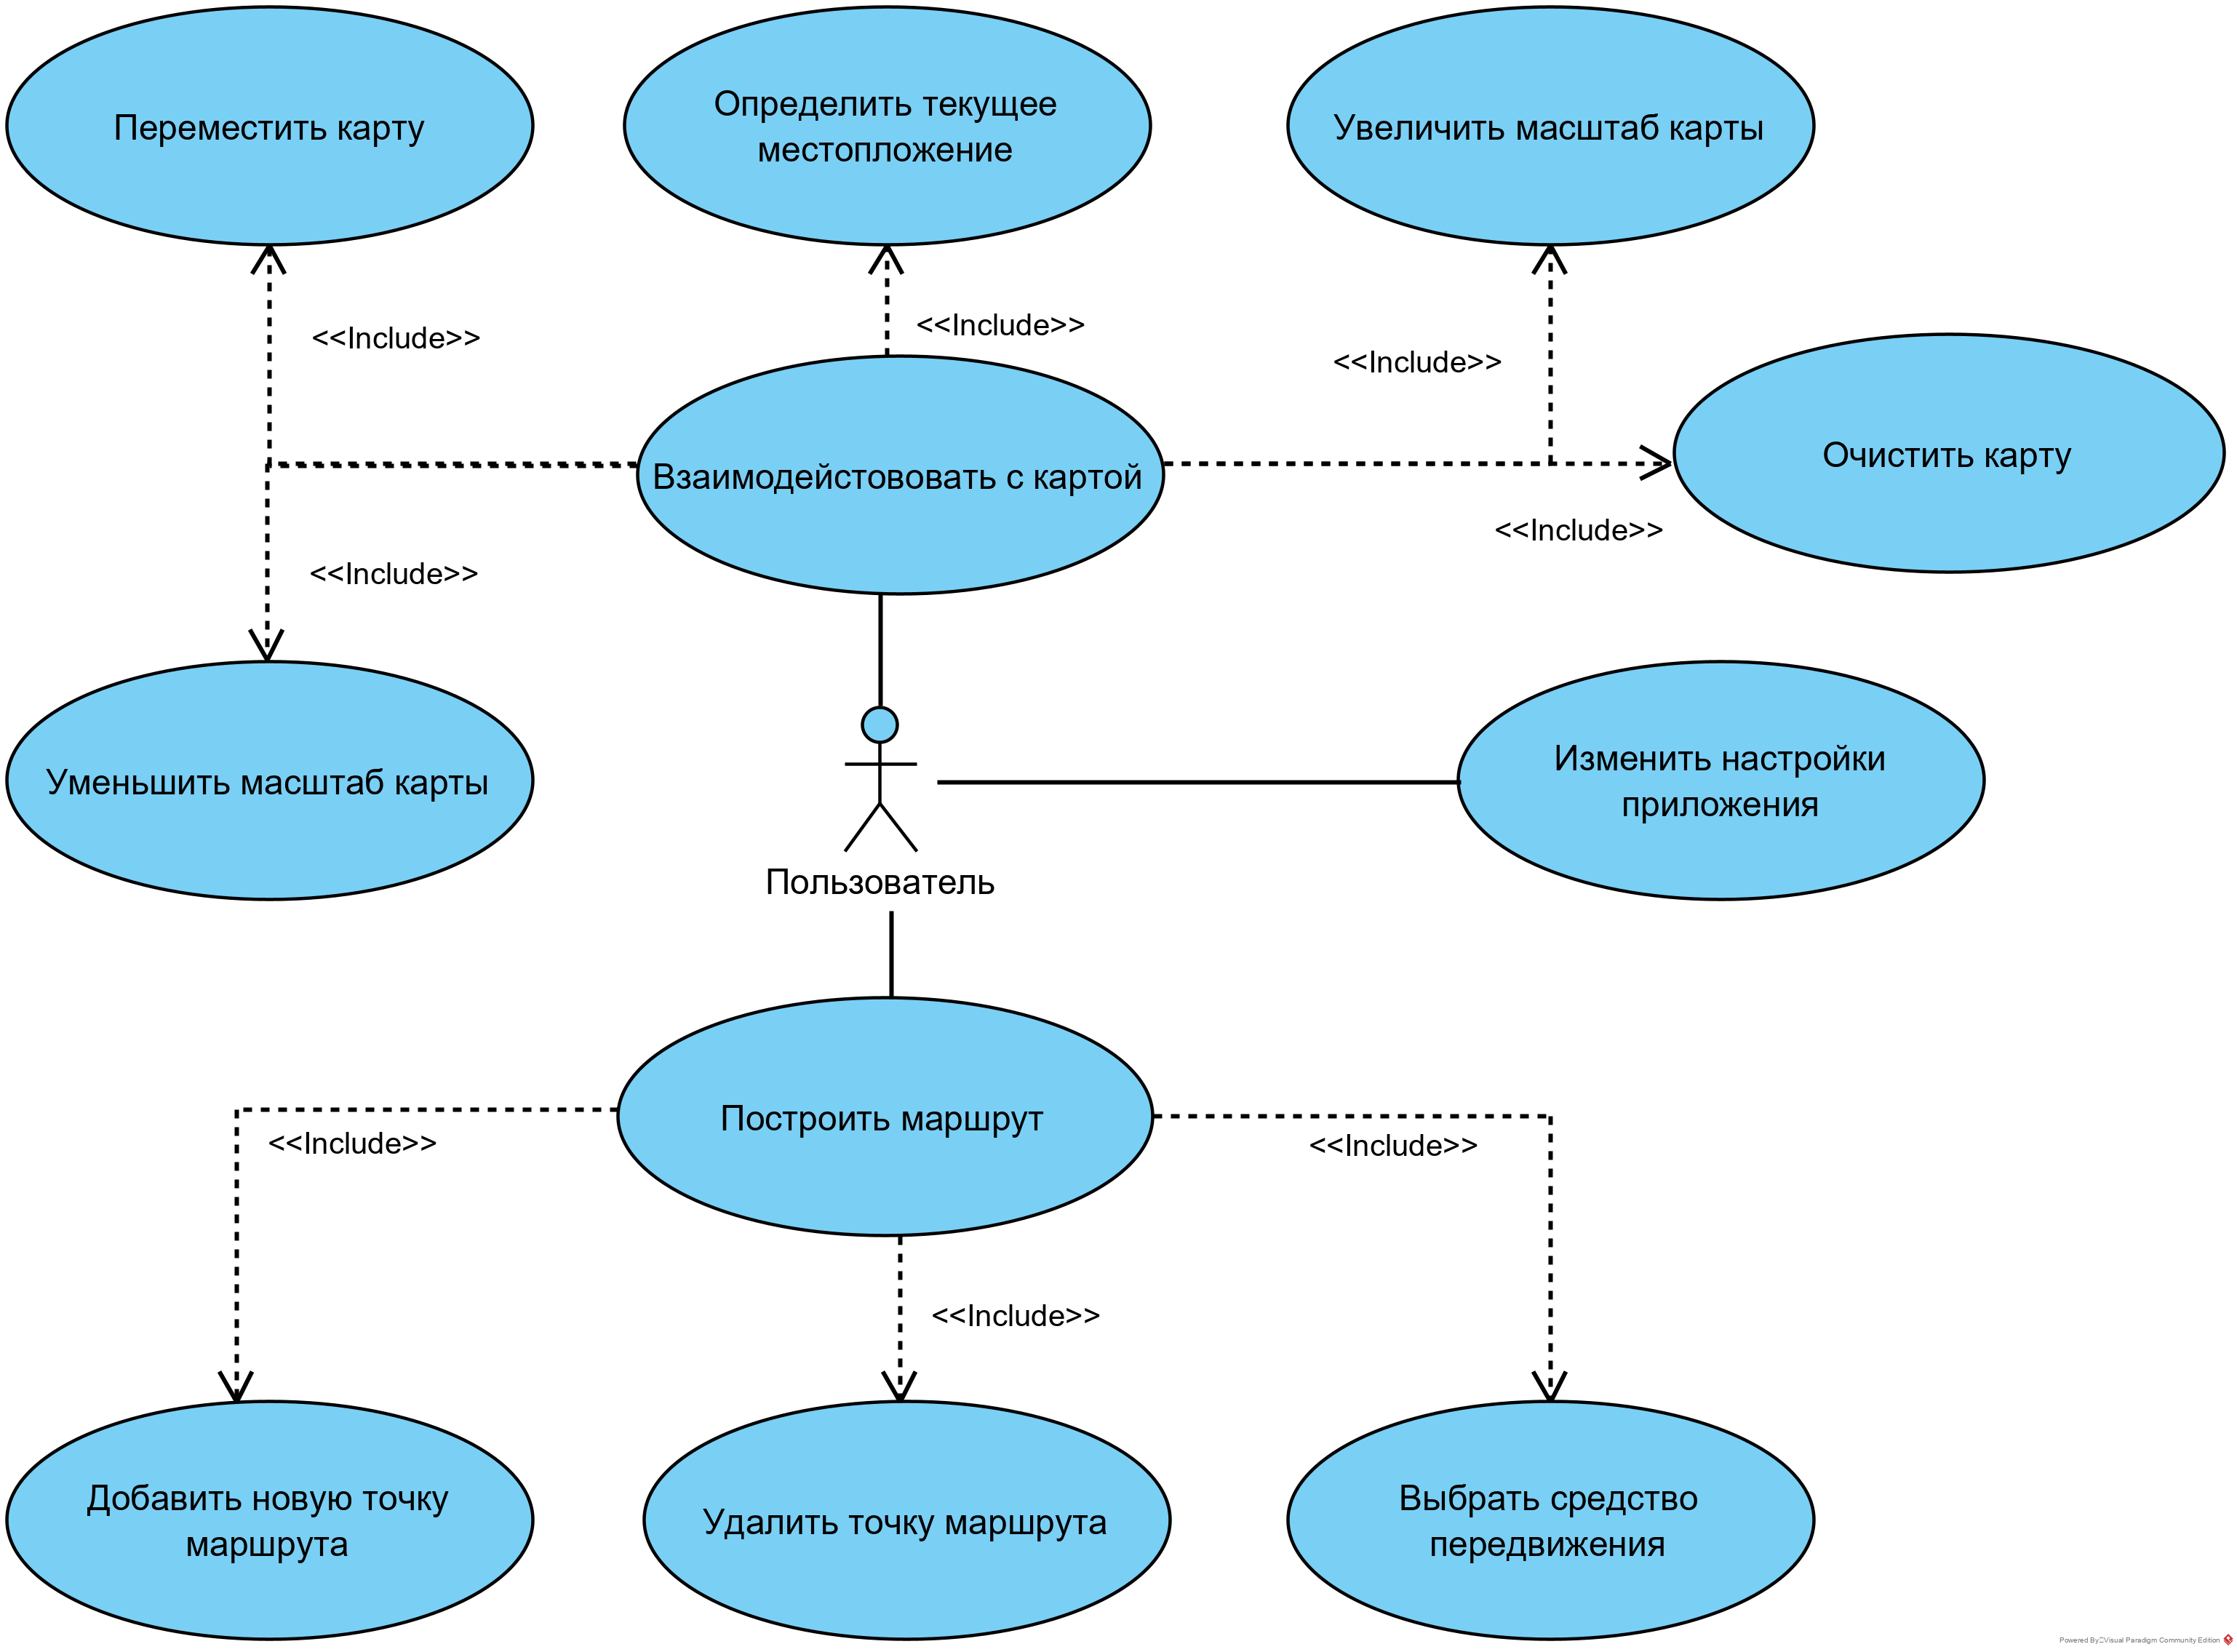 Переместить карту
Определить текущее
местопложение
Увеличить масштаб карты
<<Include>>
<<Include>>
<<Include>>
Взаимодейстововать с картой
Очистить карту
<<Include>>
<<Include>>
Уменьшить масштаб карты
Изменить настройки
приложения
Пользователь
Построить маршрут
<<Include>>
<<Include>>
<<Include>>
Добавить новую точку
маршрута
Удалить точку маршрута
Выбрать средство
передвижения
Powered By Visual Paradigm Community Edition